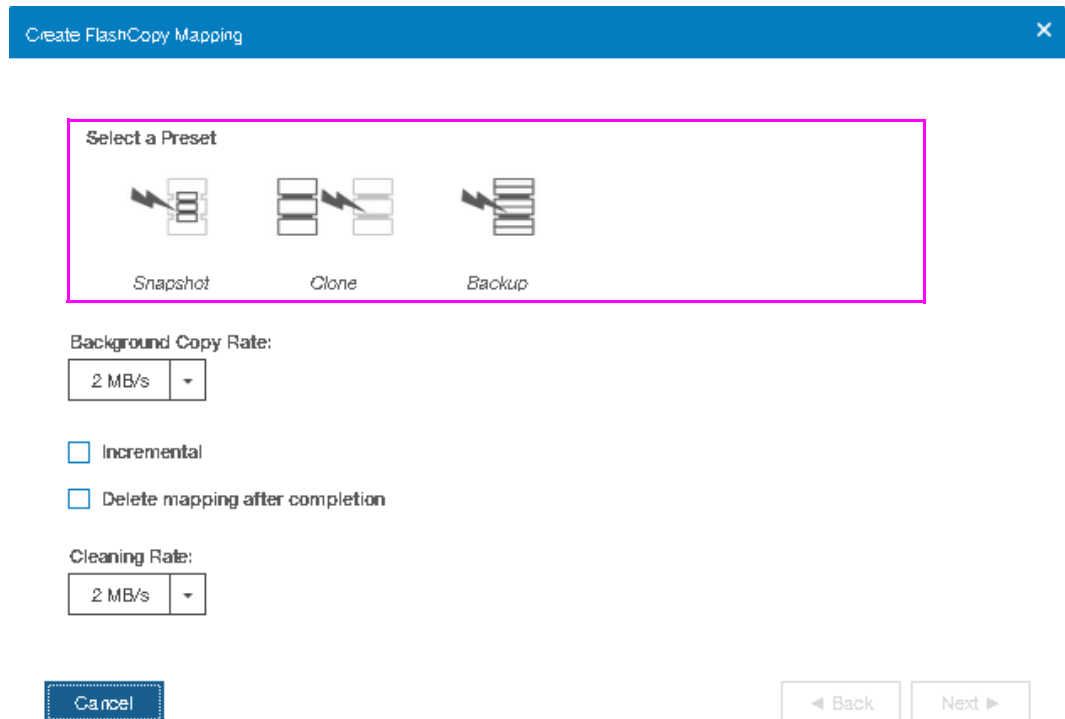 Create FlashCopy Mapping
Select a Preset
Snapshot Clone Backup
Background Copy Rate:
2 MB/s
Incremental
Delete mapping after completion
Cleaning Rate:
2 MB/s
Cancel Back Next